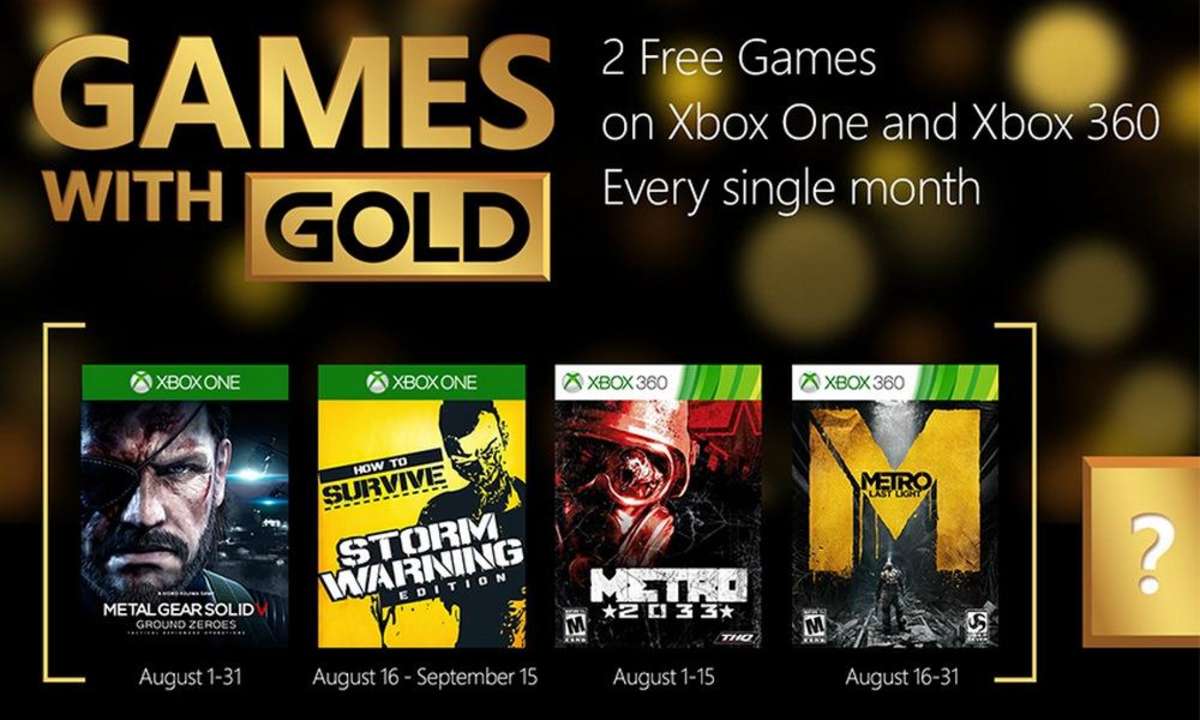 GAMES
WITH GOLD
2 Free Games
on Xbox One and Xbox 360
Every single month
XBOX ONE
METAL GEAR SOLID V
GROUND ZEROES
August 1-31
XBOX ONE
HOW TO
SURVIVE
STORM
WARNING
EDITION
August 16 - September 15
XBOX 360
METRO
2033
M
THQ
August 1-15
XBOX 360
METRO
LAST LIGHT
M
August 16-31
?